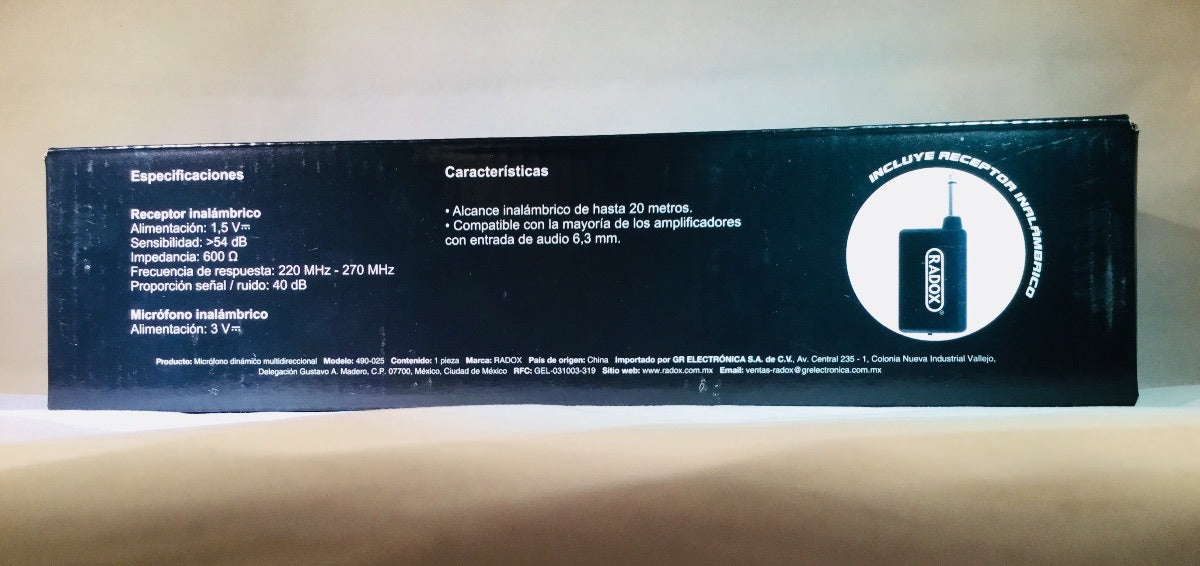 Especificaciones
Receptor inalámbrico
Alimentación: 1,5 V⎓
Sensibilidad: >54 dB
Impedancia: 600 Ω
Frecuencia de respuesta: 220 MHz - 270 MHz
Proporción señal / ruido: 40 dB
Micrófono inalámbrico
Alimentación: 3 V⎓
Características
• Alcance inalámbrico de hasta 20 metros.
• Compatible con la mayoría de los amplificadores
con entrada de audio 6,3 mm.
INCLUYE RECEPTOR INALÁMBRICO
RADOX
Producto: Micrófono dinámico multidireccional Modelo: 490-025 Contenido: 1 pieza Marca: RADOX País de origen: China Importado por GR ELECTRÓNICA S.A. de C.V., Av. Central 235 - 1, Colonia Nueva Industrial Vallejo,
Delegación Gustavo A. Madero, C.P. 07700, México, Ciudad de México RFC: GEL-031003-319 Sitio web: www.radox.com.mx Email: ventas-radox@grelectronica.com.mx